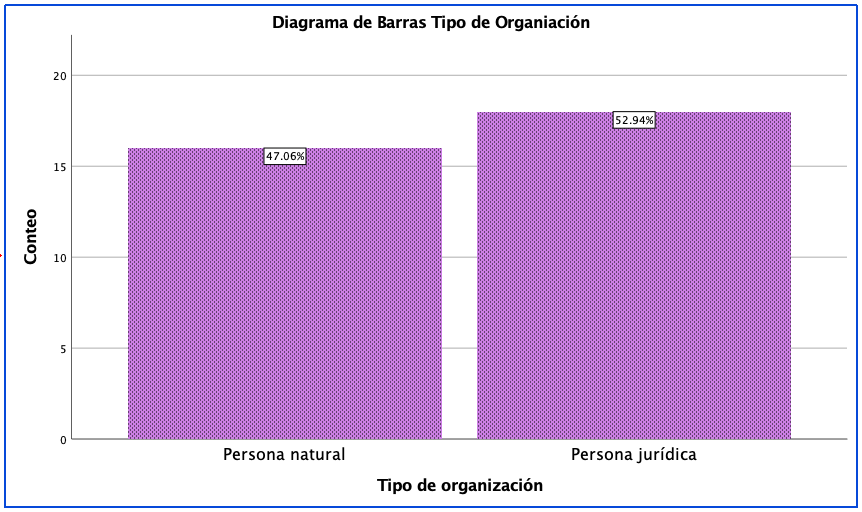 Diagrama de Barras Tipo de Organiación
20
15
10
5
0
Conteo
47.06%
52.94%
Persona natural
Persona jurídica
Tipo de organización